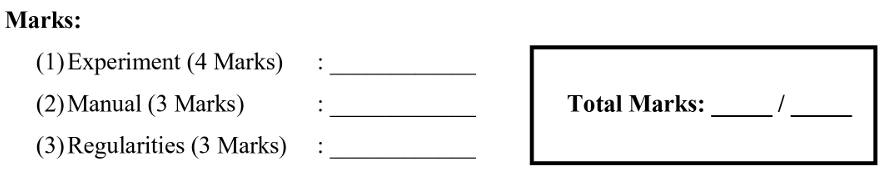 Marks:
(1) Experiment (4 Marks) : ____________
(2) Manual (3 Marks) : ____________
(3) Regularities (3 Marks) : ____________
Total Marks: _____ / _____